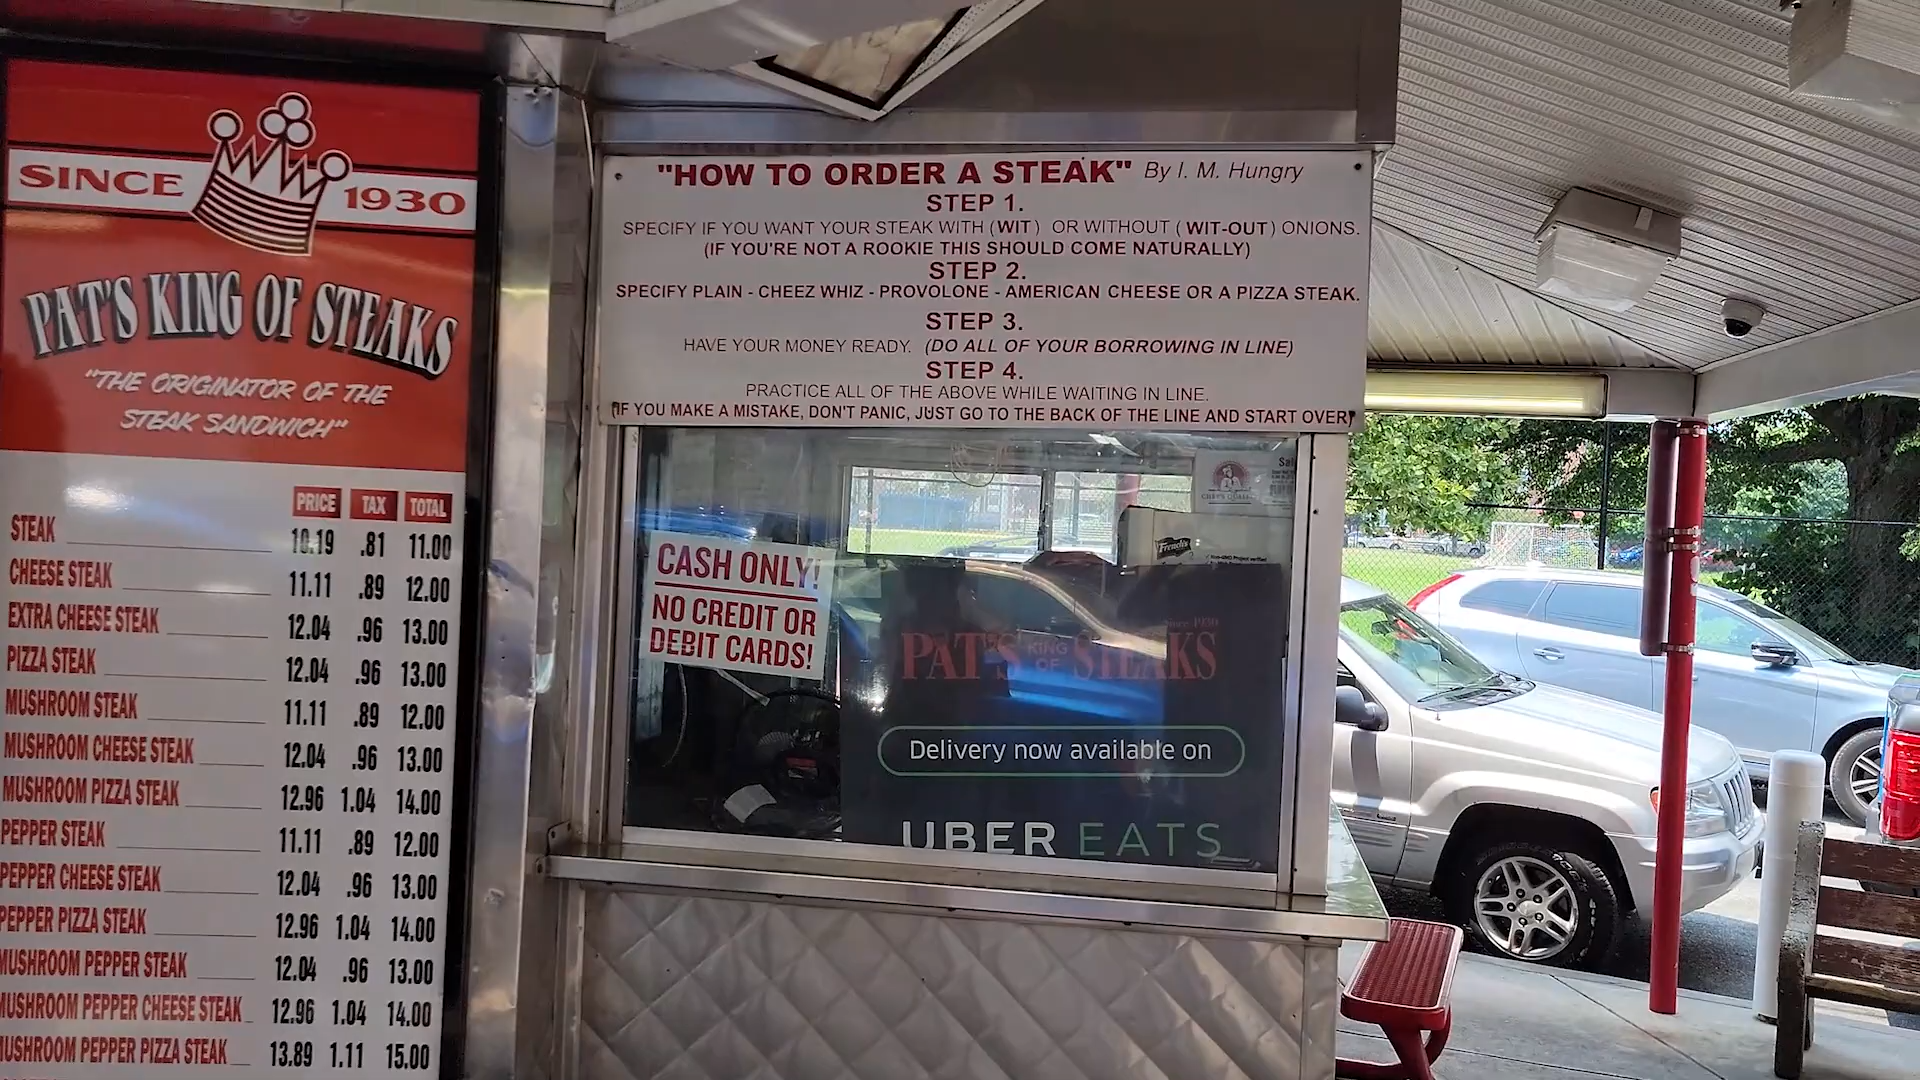 SINCE 1930
PAT'S KING OF STEAKS
"THE ORIGINATOR OF THE
STEAK SANDWICH"
PRICE TAX TOTAL
STEAK 10.19 .81 11.00
CHEESE STEAK 11.11 .89 12.00
EXTRA CHEESE STEAK 12.04 .96 13.00
PIZZA STEAK 12.04 .96 13.00
MUSHROOM STEAK 11.11 .89 12.00
MUSHROOM CHEESE STEAK 12.04 .96 13.00
MUSHROOM PIZZA STEAK 12.96 1.04 14.00
PEPPER STEAK 11.11 .89 12.00
PEPPER CHEESE STEAK 12.04 .96 13.00
PEPPER PIZZA STEAK 12.96 1.04 14.00
MUSHROOM PEPPER STEAK 12.04 .96 13.00
MUSHROOM PEPPER CHEESE STEAK 12.96 1.04 14.00
MUSHROOM PEPPER PIZZA STEAK 13.89 1.11 15.00
"HOW TO ORDER A STEAK" By I. M. Hungry
STEP 1.
SPECIFY IF YOU WANT YOUR STEAK WITH (WIT) OR WITHOUT (WIT-OUT) ONIONS.
(IF YOU'RE NOT A ROOKIE THIS SHOULD COME NATURALLY)
STEP 2.
SPECIFY PLAIN - CHEEZ WHIZ - PROVOLONE - AMERICAN CHEESE OR A PIZZA STEAK.
STEP 3.
HAVE YOUR MONEY READY. (DO ALL OF YOUR BORROWING IN LINE)
STEP 4.
PRACTICE ALL OF THE ABOVE WHILE WAITING IN LINE.
(IF YOU MAKE A MISTAKE, DON'T PANIC, JUST GO TO THE BACK OF THE LINE AND START OVER)
CASH ONLY!
NO CREDIT OR
DEBIT CARDS!
French's
Since 1930
PAT'S KING OF STEAKS
Delivery now available on
UBER EATS